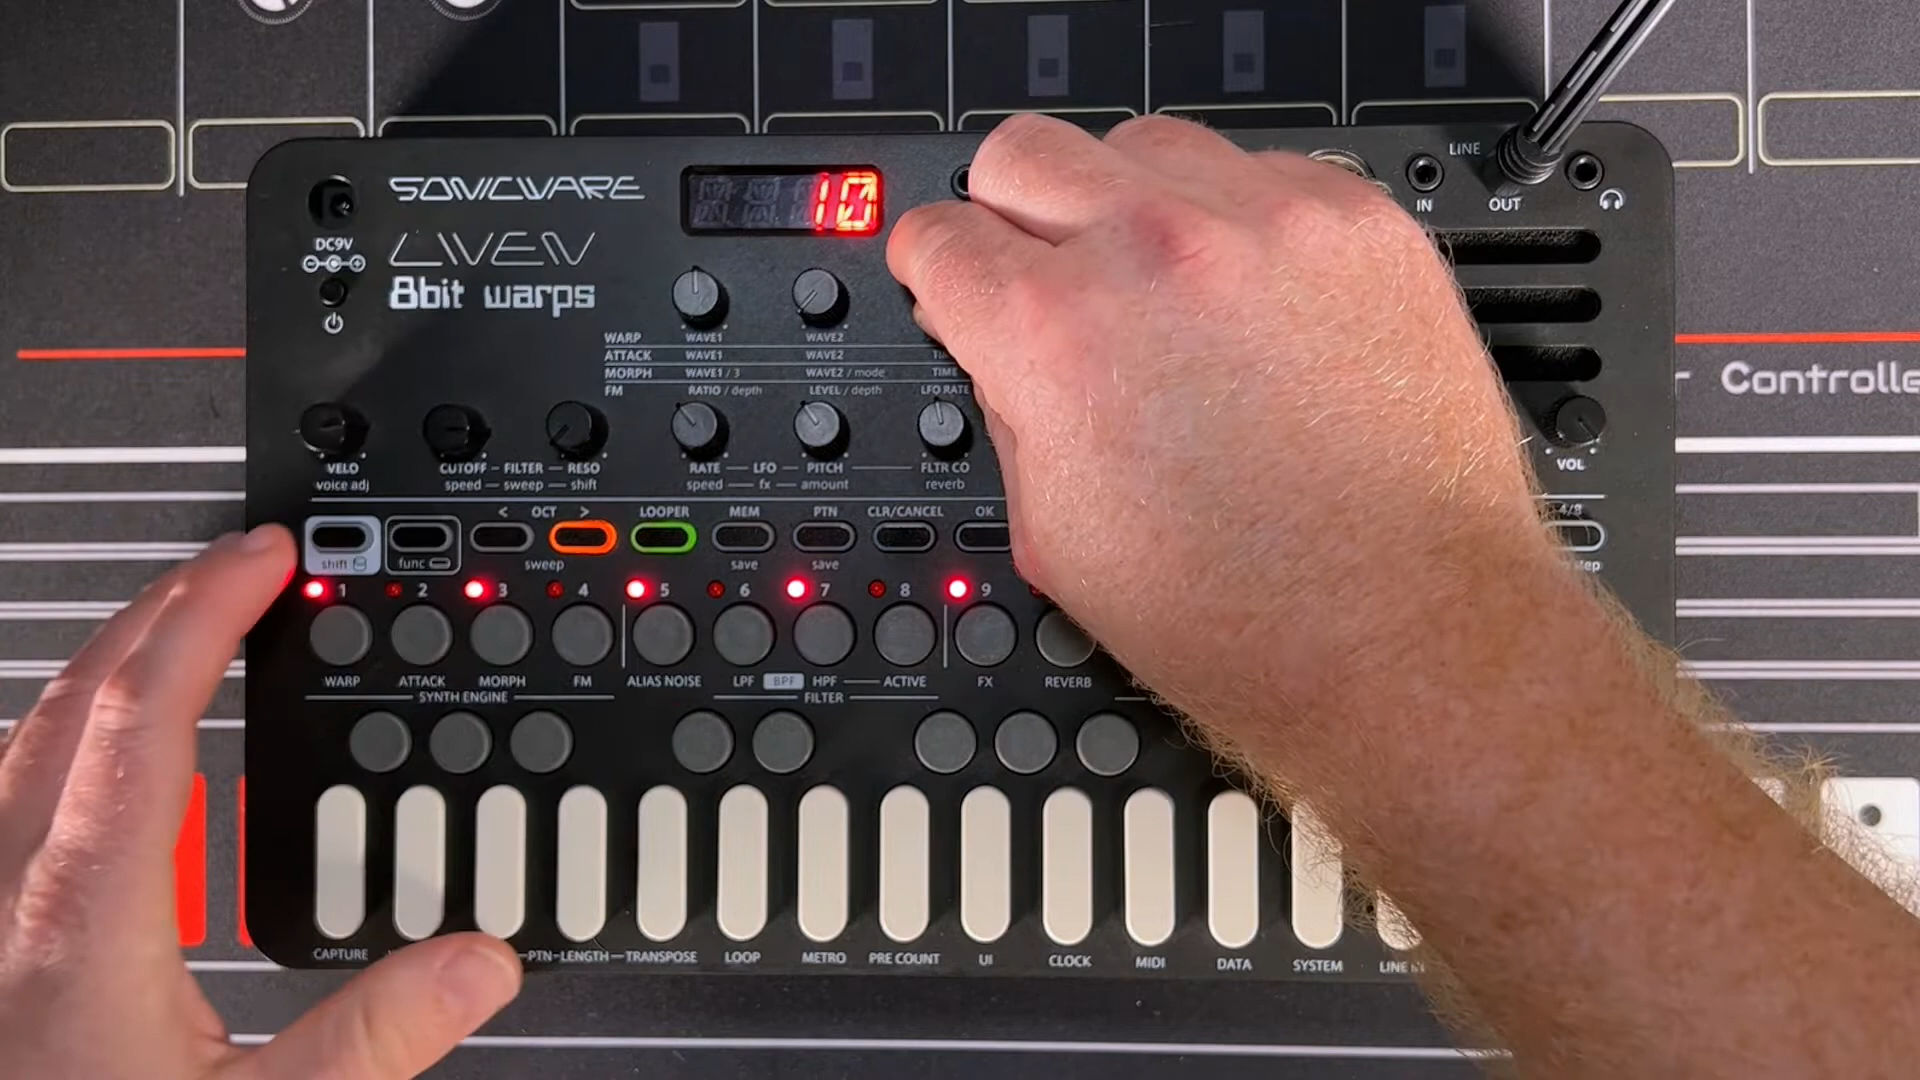 SONICWARE
LIVEN
8bit warps
DC9V
10
LINE
IN
OUT
WARP WAVE1 WAVE2
ATTACK WAVE1 WAVE2
MORPH WAVE1 / 3 WAVE2 / mode TIME
FM RATIO / depth LEVEL / depth LFO RATE
Controlle
VOL
VELO CUTOFF FILTER RESO RATE LFO PITCH FLTR CO
voice adj speed sweep shift speed fx amount reverb
< OCT > LOOPER MEM PTN CLR/CANCEL OK 4/8
shift func sweep save save
1 2 3 4 5 6 7 8 9
WARP ATTACK MORPH FM ALIAS NOISE LPF BPF HPF ACTIVE FX REVERB
SYNTH ENGINE FILTER
CAPTURE PTN-LENGTH TRANSPOSE LOOP METRO PRE COUNT UI CLOCK MIDI DATA SYSTEM LINE